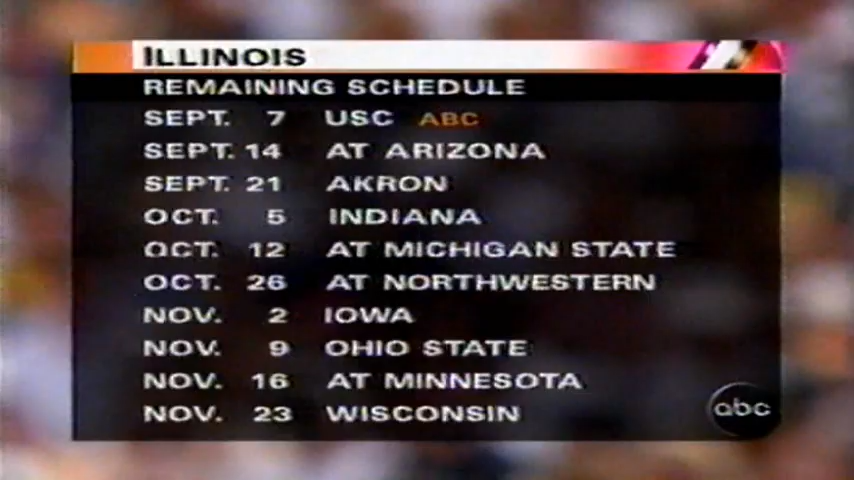 ILLINOIS
REMAINING SCHEDULE
SEPT. 7 USC ABC
SEPT. 14 AT ARIZONA
SEPT. 21 AKRON
OCT. 5 INDIANA
OCT. 12 AT MICHIGAN STATE
OCT. 26 AT NORTHWESTERN
NOV. 2 IOWA
NOV. 9 OHIO STATE
NOV. 16 AT MINNESOTA
NOV. 23 WISCONSIN
abc